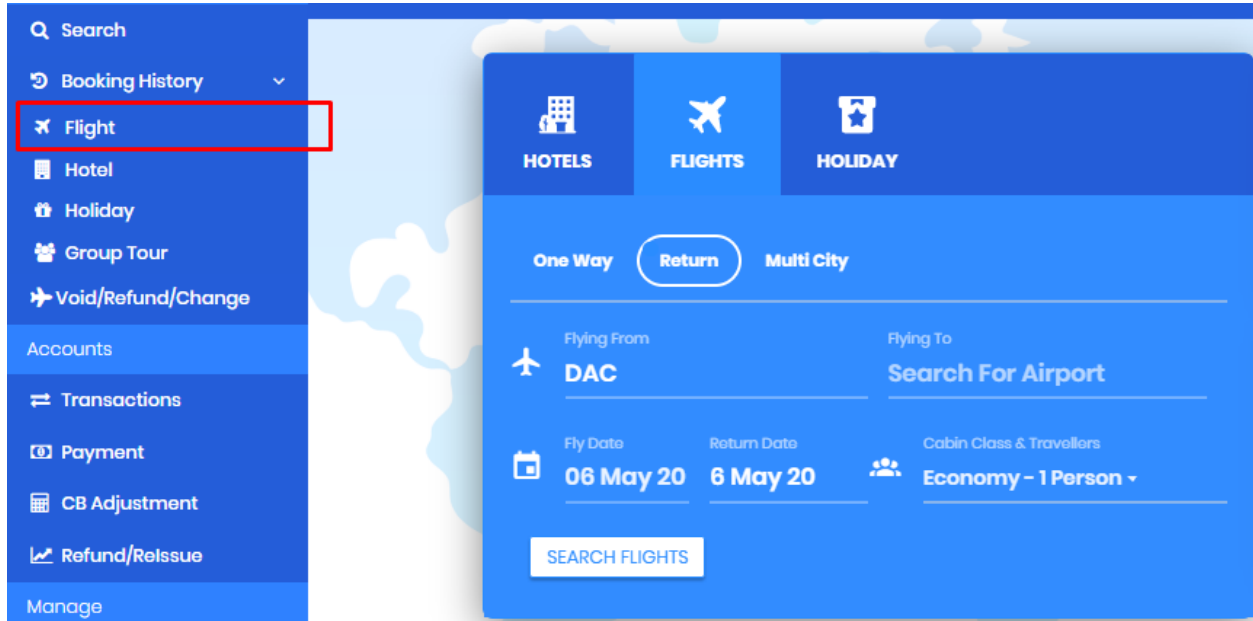 Search
Booking History
Flight
Hotel
Holiday
Group Tour
Void/Refund/Change
Accounts
Transactions
Payment
CB Adjustment
Refund/ReIssue
Manage
HOTELS FLIGHTS HOLIDAY
One Way Return Multi City
Flying From Flying To
DAC Search For Airport
Fly Date Return Date Cabin Class & Travellers
06 May 20 6 May 20 Economy - 1 Person
SEARCH FLIGHTS